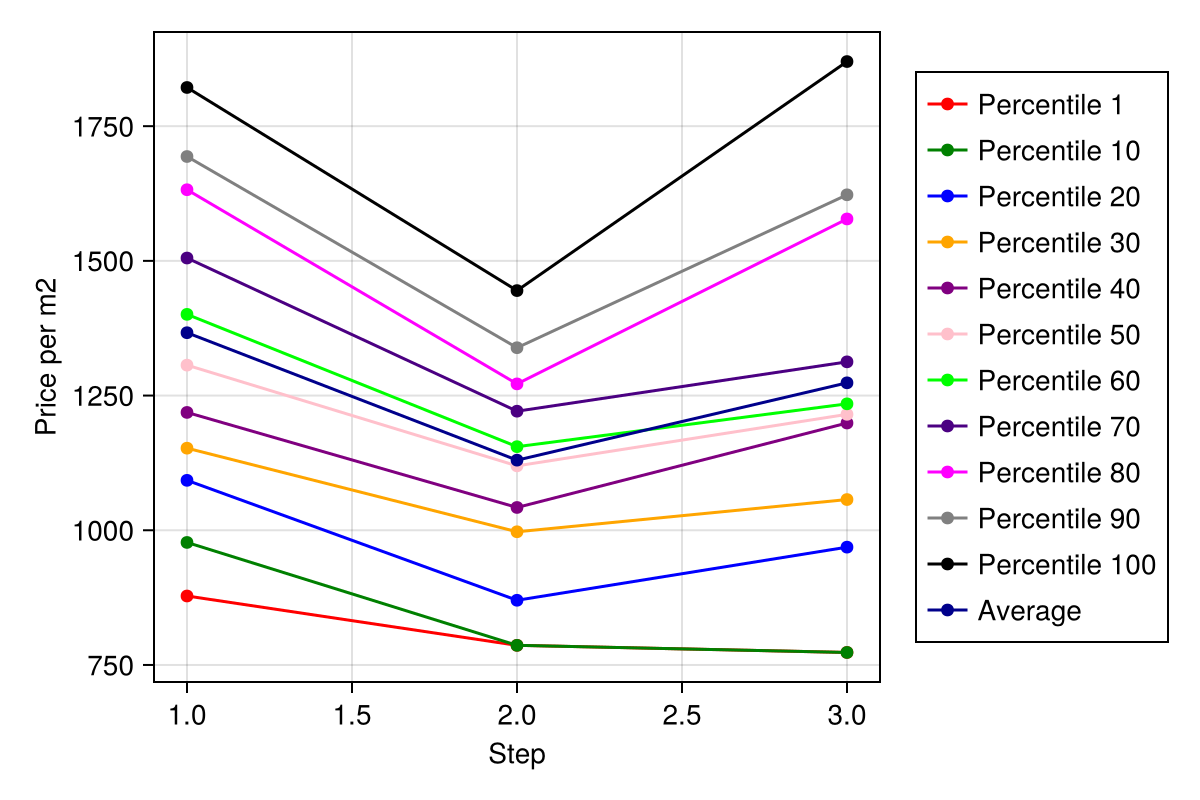 Price per m2
1750
1500
1250
1000
750
1.0 1.5 2.0 2.5 3.0
Step
Percentile 1
Percentile 10
Percentile 20
Percentile 30
Percentile 40
Percentile 50
Percentile 60
Percentile 70
Percentile 80
Percentile 90
Percentile 100
Average